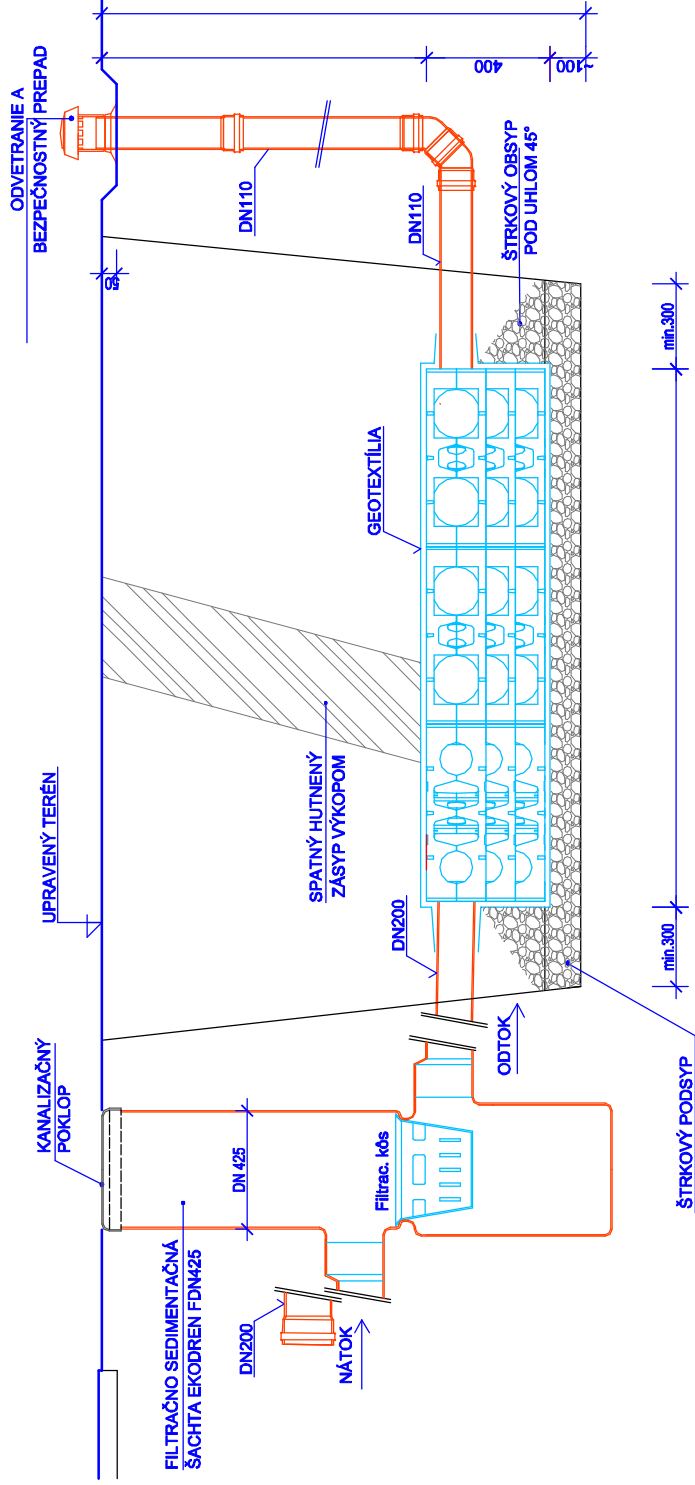 FILTRAČNO SEDIMENTAČNÁ
ŠACHTA EKODREN FDN425
DN200
NÁTOK
KANALIZAČNÝ
POKLOP
DN 425
Filtrac. kôs
ODTOK
DN200
UPRAVENÝ TERÉN
SPATNÝ HUTNENÝ
ZÁSYP VÝKOPOM
GEOTEXTÍLIA
ŠTRKOVÝ PODSYP
min.300
min.300
ŠTRKOVÝ OBSYP
POD UHLOM 45°
DN110
DN110
50
ODVETRANIE A
BEZPEČNOSTNÝ PREPAD
400
~100